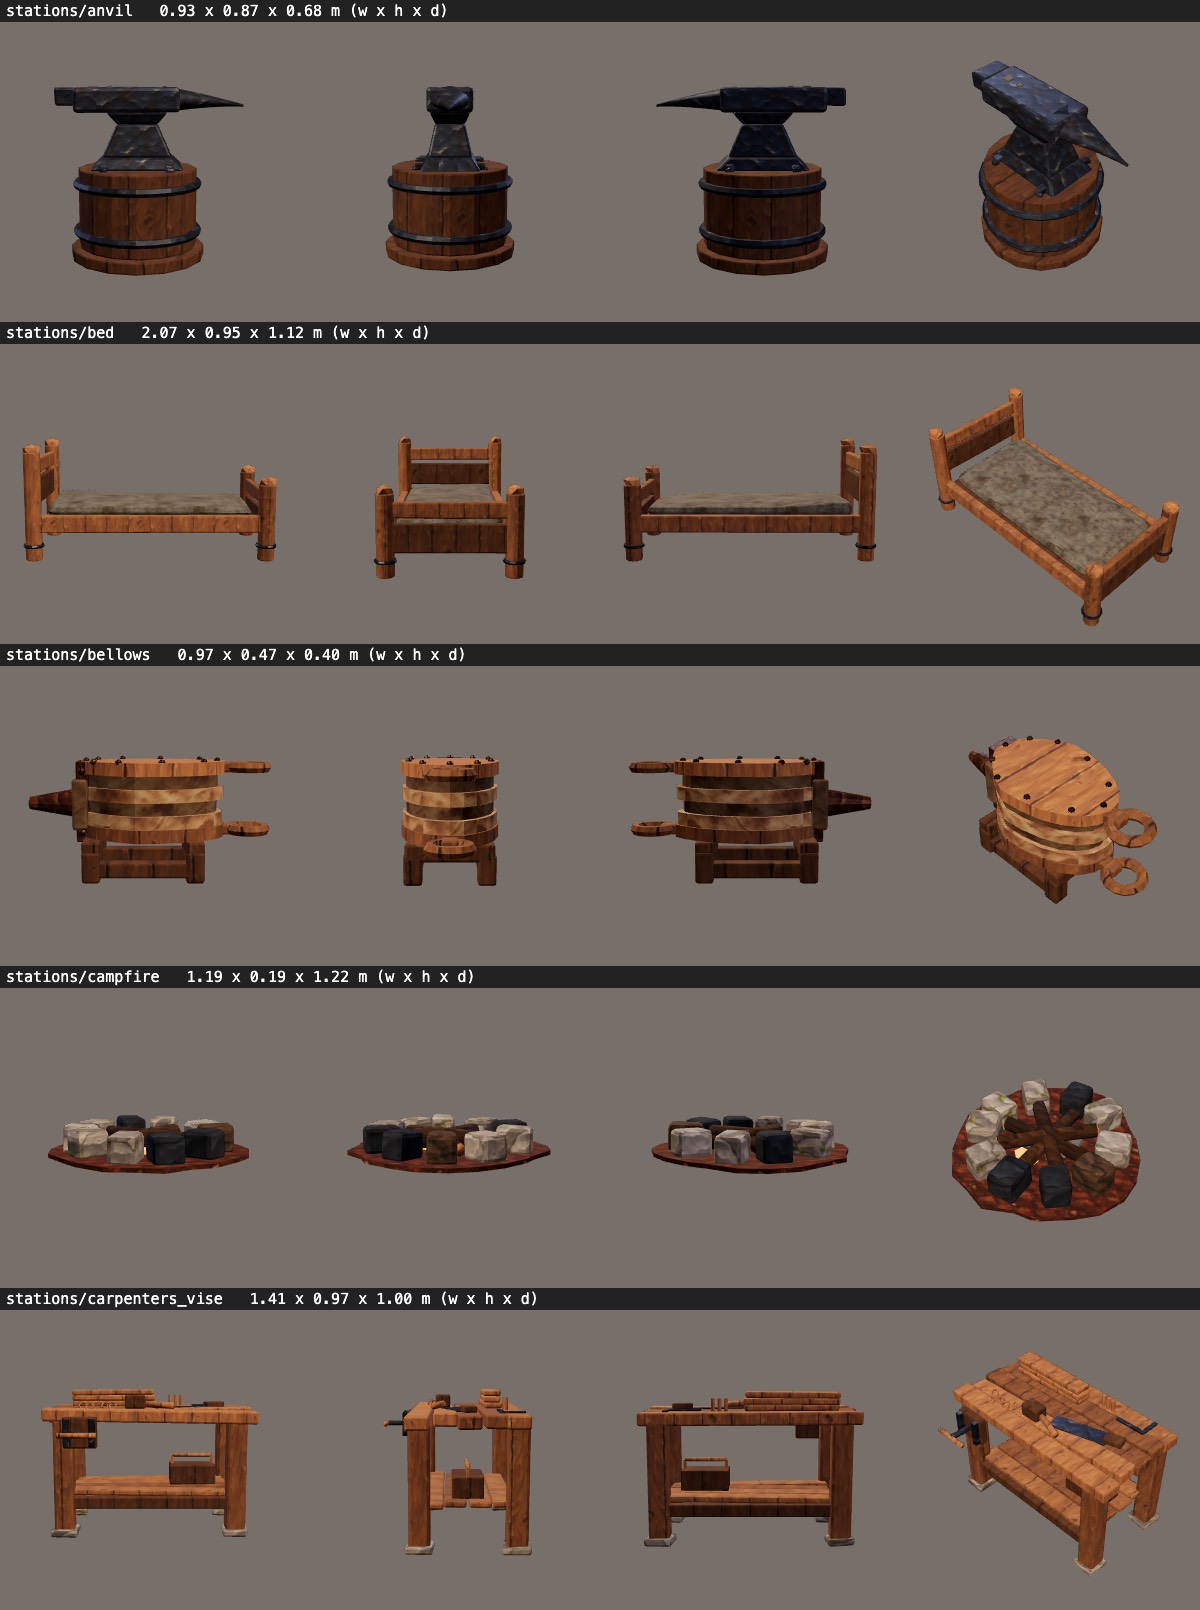 stations/anvil   0.93 x 0.87 x 0.68 m (w x h x d)
stations/bed   2.07 x 0.95 x 1.12 m (w x h x d)
stations/bellows   0.97 x 0.47 x 0.40 m (w x h x d)
stations/campfire   1.19 x 0.19 x 1.22 m (w x h x d)
stations/carpenters_vise   1.41 x 0.97 x 1.00 m (w x h x d)